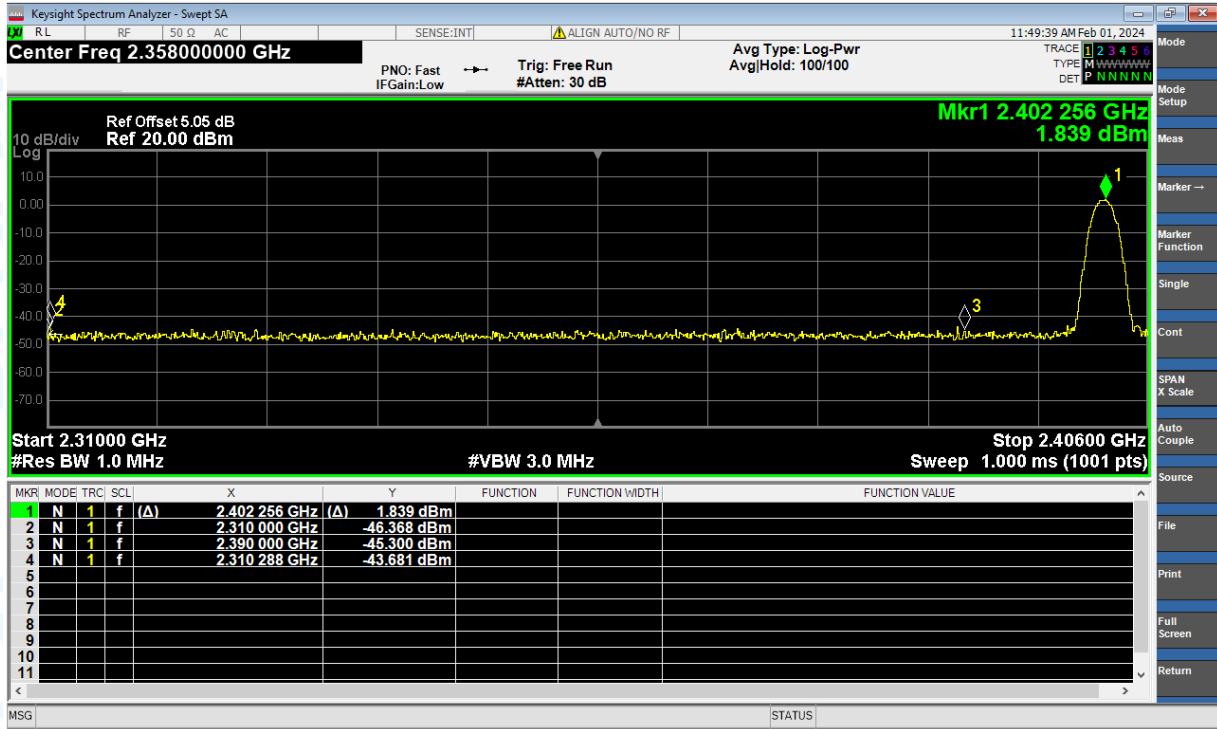 Keysight Spectrum Analyzer - Swept SA
LXI RL RF 50 Ω AC SENSE:INT ALIGN AUTO/NO RF 11:49:39 AM Feb 01, 2024
Center Freq 2.358000000 GHz
PNO: Fast
IFGain:Low
Trig: Free Run
#Atten: 30 dB
Avg Type: Log-Pwr
Avg|Hold: 100/100
TRACE 1 2 3 4 5 6
TYPE M WWWWW
DET P N N N N N
Mkr1 2.402 256 GHz
1.839 dBm
Ref Offset 5.05 dB
Ref 20.00 dBm
10 dB/div
Log
10.0
0.00
-10.0
-20.0
-30.0
-40.0
-50.0
-60.0
-70.0
1
3
4
2
Start 2.31000 GHz
Stop 2.40600 GHz
#Res BW 1.0 MHz
#VBW 3.0 MHz
Sweep 1.000 ms (1001 pts)
MKR MODE TRC SCL X Y FUNCTION FUNCTION WIDTH FUNCTION VALUE
1 N 1 f (Δ) 2.402 256 GHz (Δ) 1.839 dBm
2 N 1 f 2.310 000 GHz -46.368 dBm
3 N 1 f 2.390 000 GHz -45.300 dBm
4 N 1 f 2.310 288 GHz -43.681 dBm
5
6
7
8
9
10
11
MSG
STATUS
Mode
Mode
Setup
Meas
Marker →
Marker
Function
Single
Cont
SPAN
X Scale
Auto
Couple
Source
File
Print
Full
Screen
Return